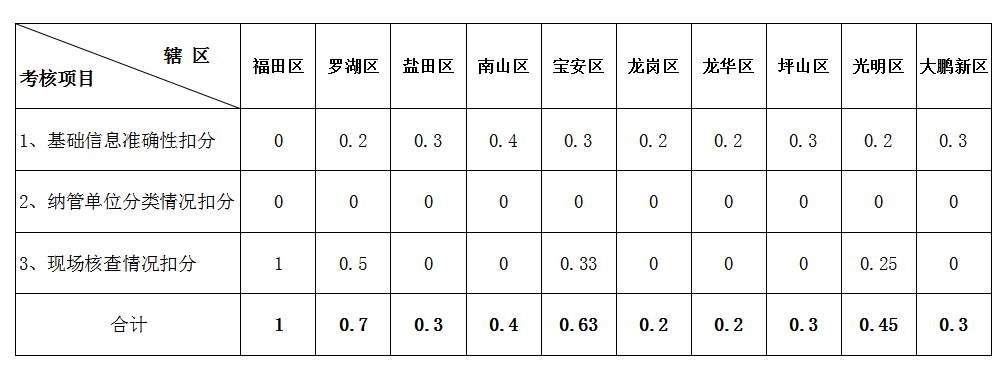 辖 区
考核项目 福田区 罗湖区 盐田区 南山区 宝安区 龙岗区 龙华区 坪山区 光明区 大鹏新区
1、基础信息准确性扣分 0 0.2 0.3 0.4 0.3 0.2 0.2 0.3 0.2 0.3
2、纳管单位分类情况扣分 0 0 0 0 0 0 0 0 0 0
3、现场核查情况扣分 1 0.5 0 0 0.33 0 0 0 0.25 0
合计 1 0.7 0.3 0.4 0.63 0.2 0.2 0.3 0.45 0.3